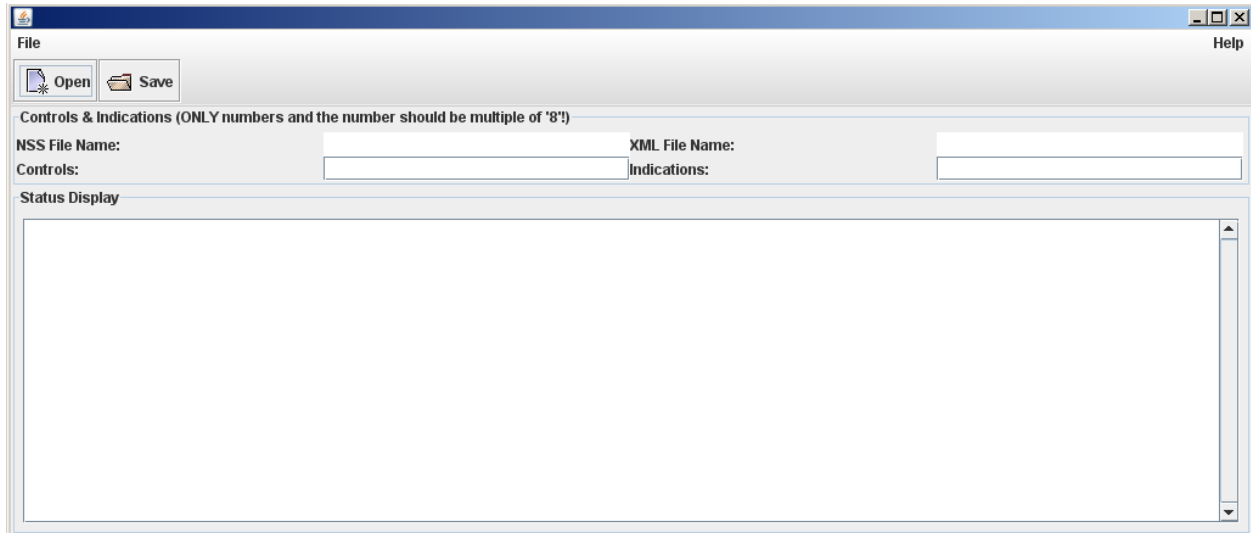 File Help
Open Save
Controls & Indications (ONLY numbers and the number should be multiple of '8'!)
NSS File Name: XML File Name:
Controls: Indications:
Status Display